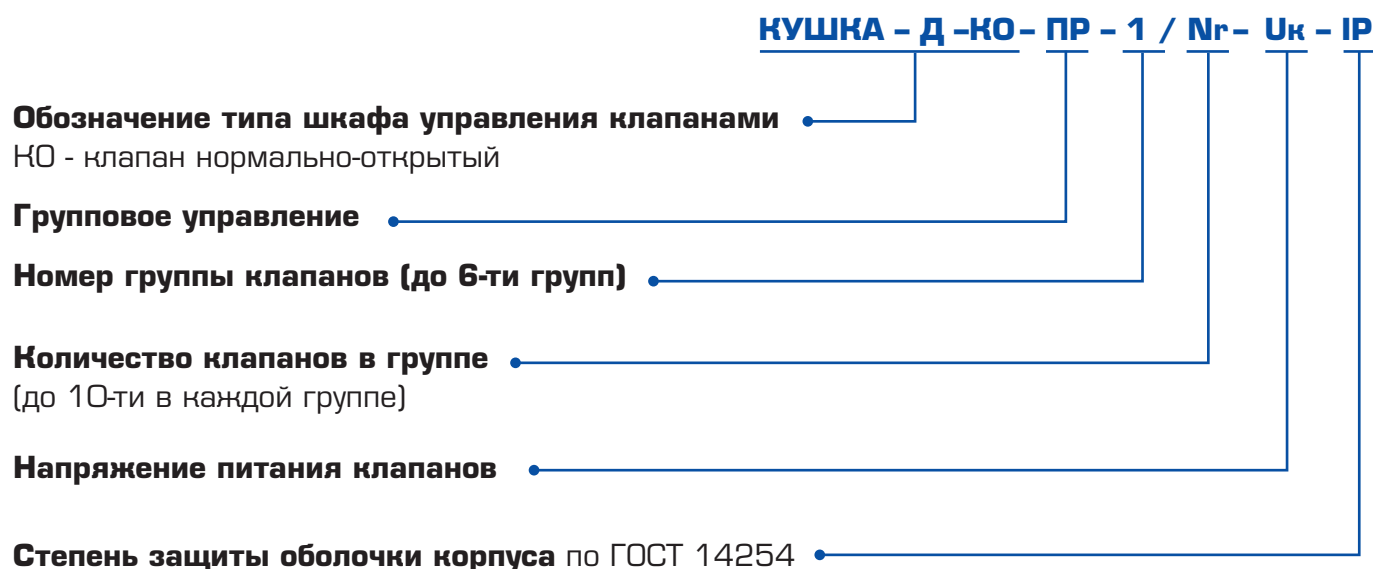 КУШКА – Д –КО– ПР – 1 / Nг– Uк – IP
Обозначение типа шкафа управления клапанами
КО - клапан нормально-открытый
Групповое управление
Номер группы клапанов (до 6-ти групп)
Количество клапанов в группе
(до 10-ти в каждой группе)
Напряжение питания клапанов
Степень защиты оболочки корпуса по ГОСТ 14254